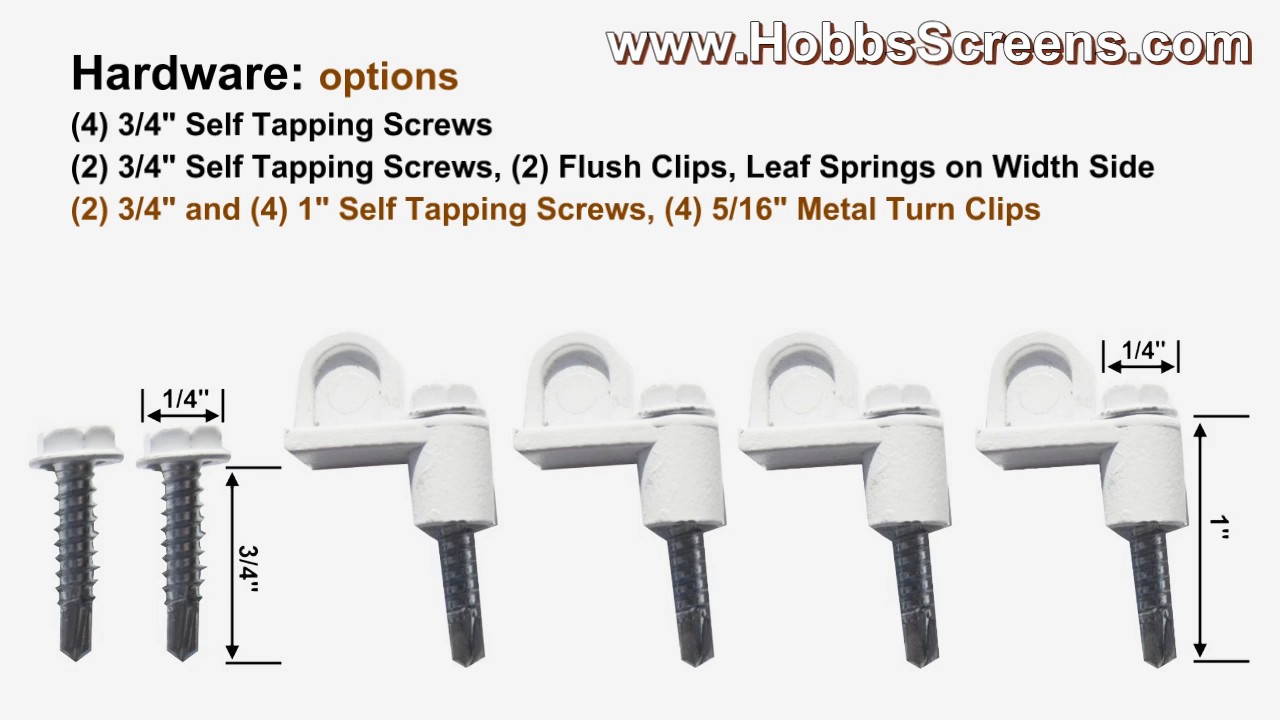 www.HobbsScreens.com
Hardware: options
(4) 3/4" Self Tapping Screws
(2) 3/4" Self Tapping Screws, (2) Flush Clips, Leaf Springs on Width Side
(2) 3/4" and (4) 1" Self Tapping Screws, (4) 5/16" Metal Turn Clips
1/4"
1/4"
3/4"
1"